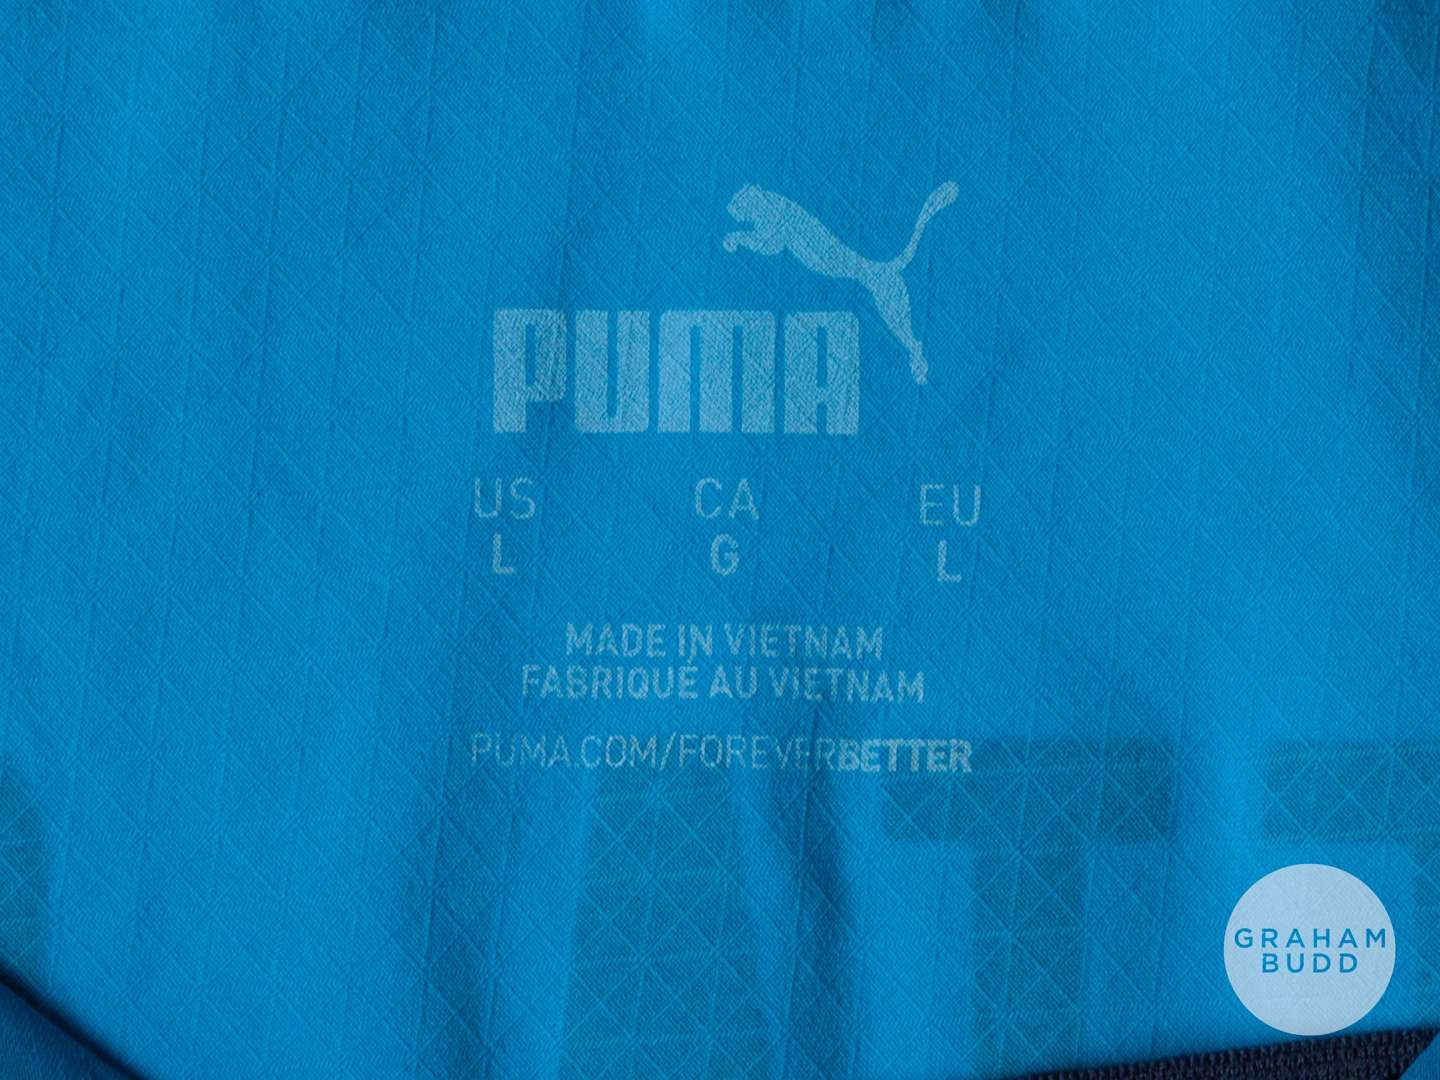 PUMA
US CA EU
L G L
MADE IN VIETNAM
FABRIQUÉ AU VIETNAM
PUMA.COM/FOREVERBETTER
GRAHAM
BUDD